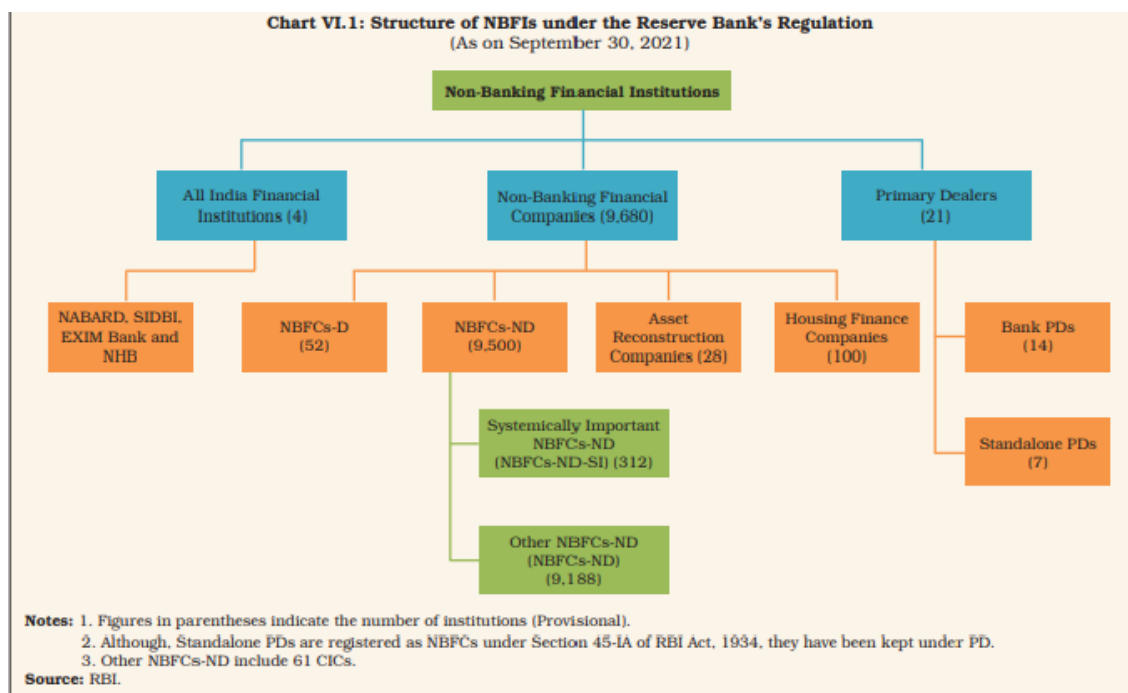 Chart VI.1: Structure of NBFIs under the Reserve Bank's Regulation
(As on September 30, 2021)
Non-Banking Financial Institutions
All India Financial
Institutions (4)
Non-Banking Financial
Companies (9,680)
Primary Dealers
(21)
NABARD, SIDBI,
EXIM Bank and
NHB
NBFCs-D
(52)
NBFCs-ND
(9,500)
Asset
Reconstruction
Companies (28)
Housing Finance
Companies
(100)
Bank PDs
(14)
Systemically Important
NBFCs-ND
(NBFCs-ND-SI) (312)
Standalone PDs
(7)
Other NBFCs-ND
(NBFCs-ND)
(9,188)
Notes: 1. Figures in parentheses indicate the number of institutions (Provisional).
2. Although, Standalone PDs are registered as NBFCs under Section 45-IA of RBI Act, 1934, they have been kept under PD.
3. Other NBFCs-ND include 61 CICs.
Source: RBI.